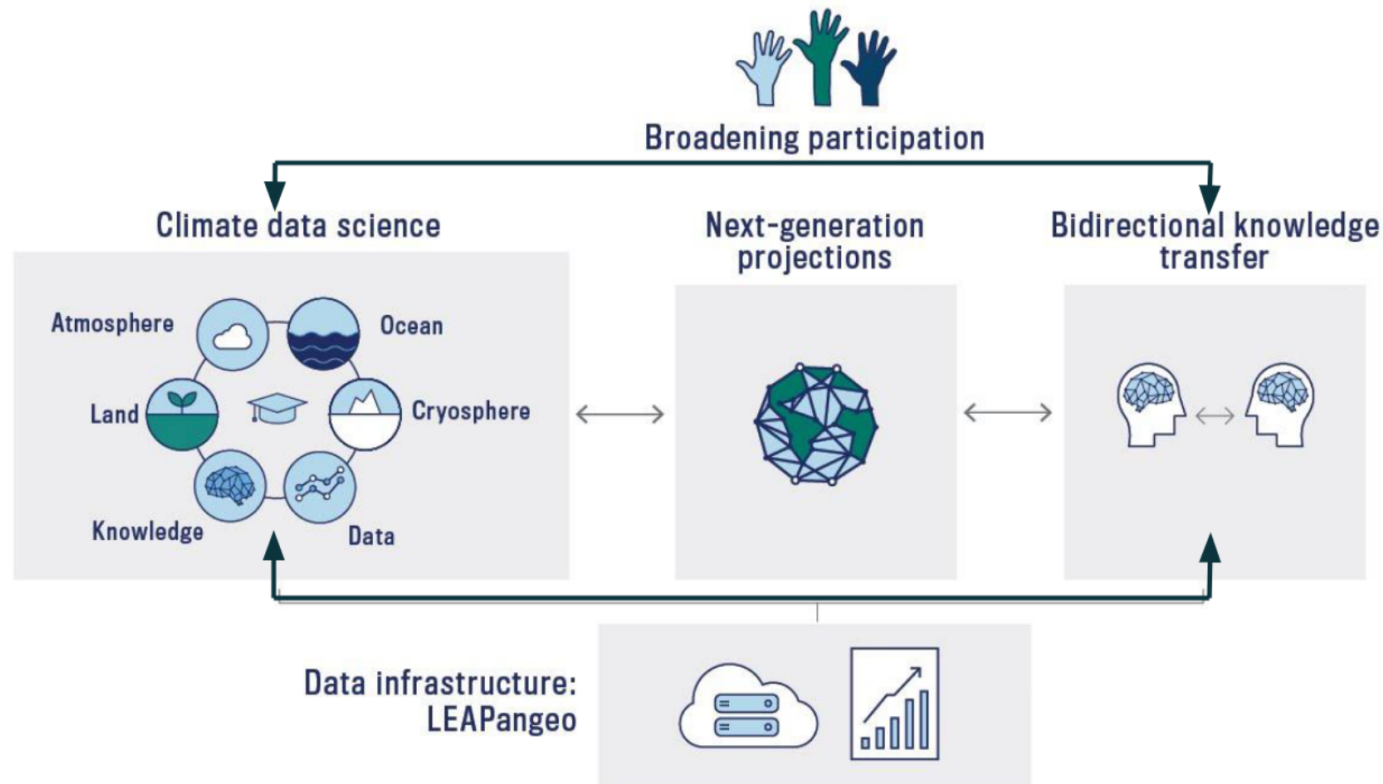 Broadening participation
Climate data science
Next-generation
projections
Bidirectional knowledge
transfer
Atmosphere
Ocean
Land
Cryosphere
Knowledge
Data
Data infrastructure:
LEAPangeo